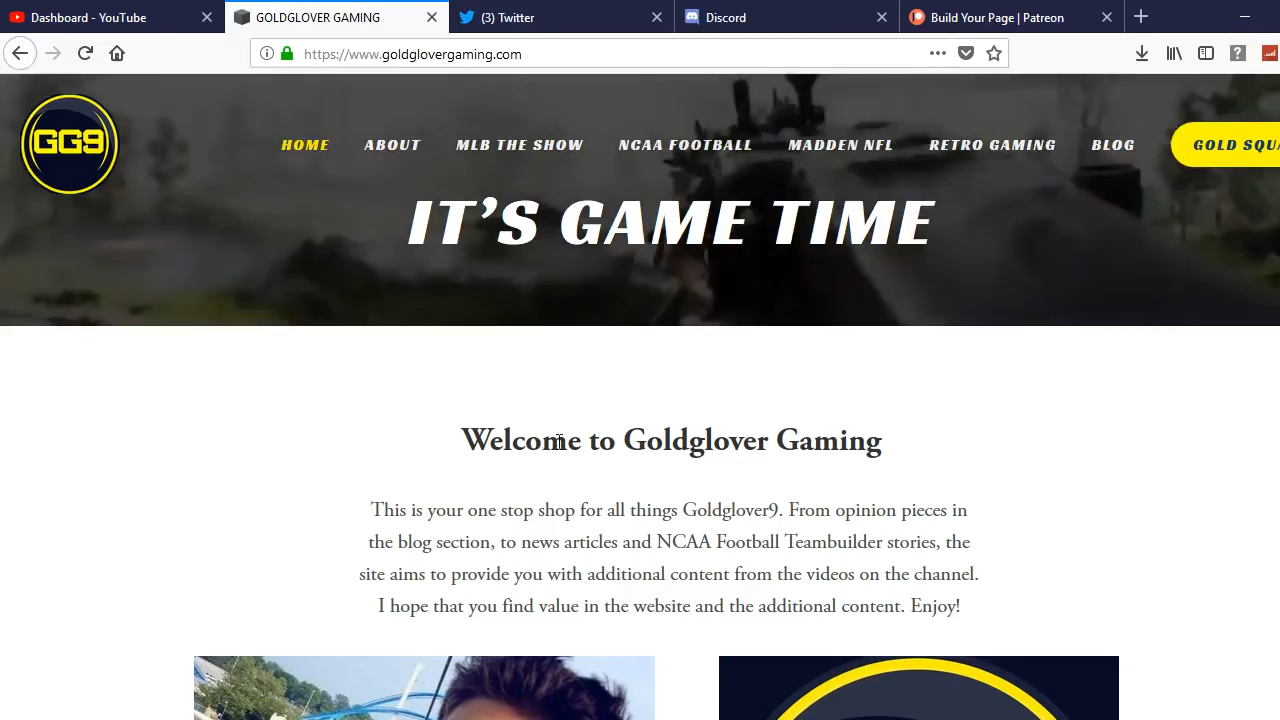 Dashboard - YouTube
GOLDGLOVER GAMING
(3) Twitter
Discord
Build Your Page | Patreon
https://www.goldglovergaming.com
GG9
HOME
ABOUT
MLB THE SHOW
NCAA FOOTBALL
MADDEN NFL
RETRO GAMING
BLOG
GOLD
IT'S GAME TIME
Welcome to Goldglover Gaming
This is your one stop shop for all things Goldglover9. From opinion pieces in
the blog section, to news articles and NCAA Football Teambuilder stories, the
site aims to provide you with additional content from the videos on the channel.
I hope that you find value in the website and the additional content. Enjoy!